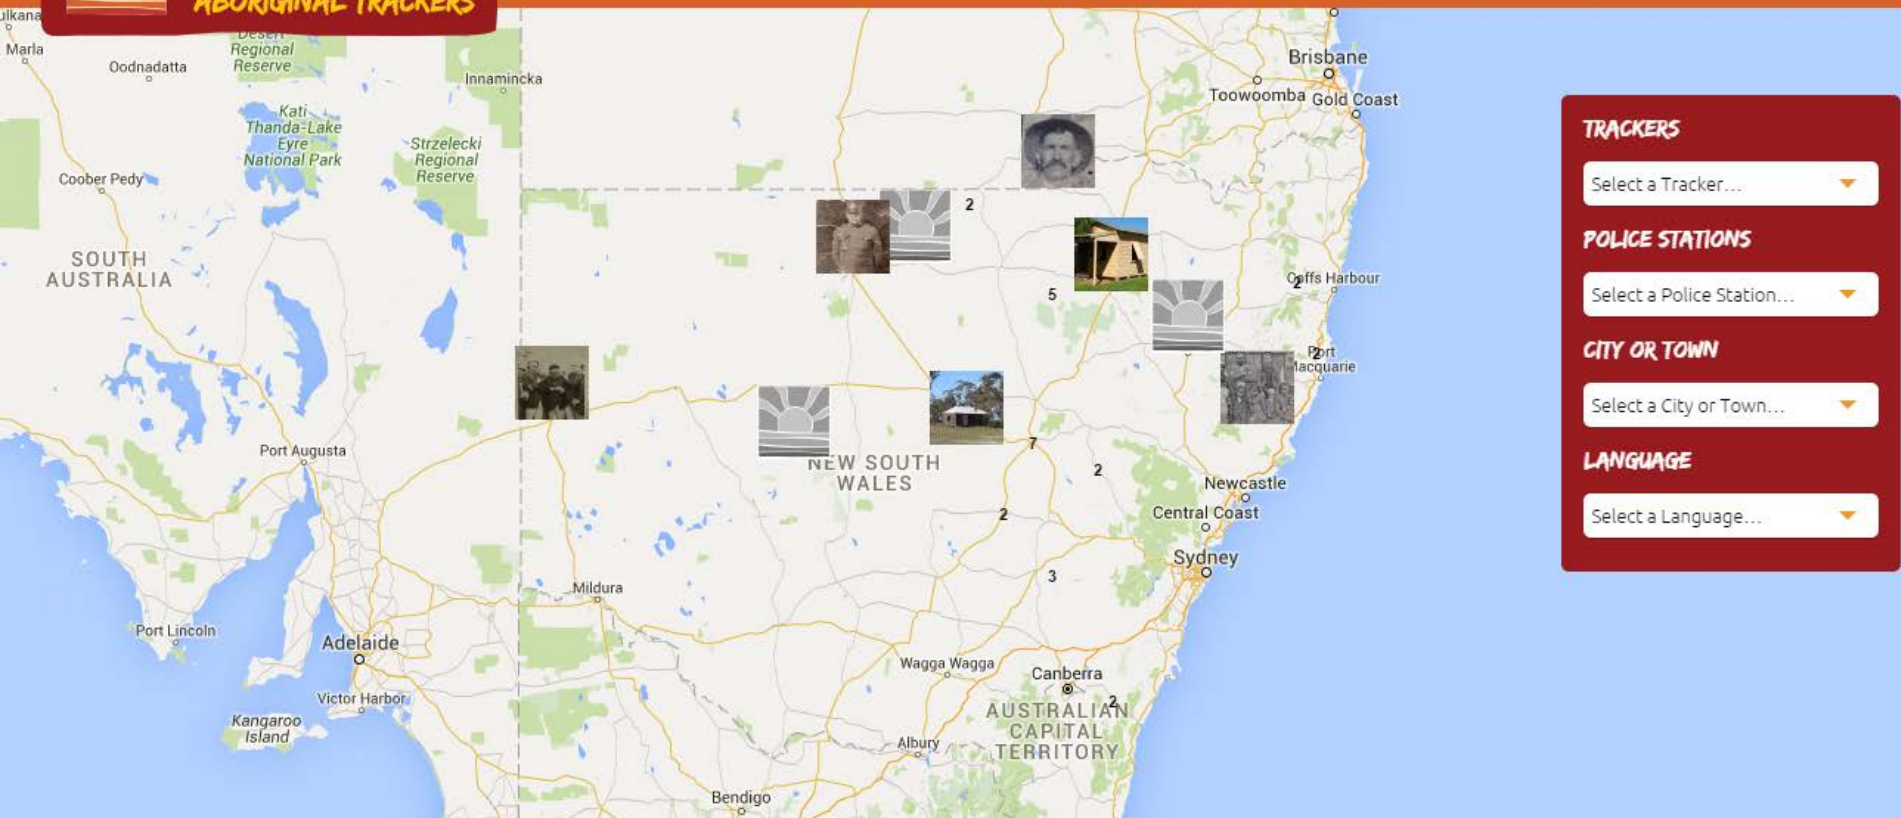 ABORIGINAL TRACKERS
Marla
Oodnadatta
Desert
Regional
Reserve
Innamincka
Brisbane
Toowoomba
Gold Coast
Kati
Thanda-Lake
Eyre
National Park
Strzelecki
Regional
Reserve
Coober Pedy
2
SOUTH
AUSTRALIA
5
Coffs Harbour
2
Port
Macquarie
2
Port Augusta
NEW SOUTH
WALES
7
2
Newcastle
Central Coast
2
Sydney
3
Mildura
Port Lincoln
Adelaide
Victor Harbor
Kangaroo
Island
Wagga Wagga
Canberra
2
AUSTRALIAN
CAPITAL
TERRITORY
Albury
Bendigo
TRACKERS
Select a Tracker...
POLICE STATIONS
Select a Police Station...
CITY OR TOWN
Select a City or Town...
LANGUAGE
Select a Language...